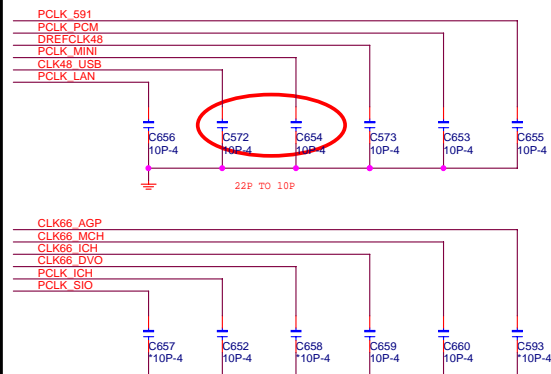 PCLK_591
PCLK_PCM
DREFCLK48
PCLK_MINI
CLK48_USB
PCLK_LAN
C656 C572 C654 C573 C653 C655
10P-4 10P-4 10P-4 10P-4 10P-4 10P-4
22P TO 10P
CLK66_AGP
CLK66_MCH
CLK66_ICH
CLK66_DVO
PCLK_ICH
PCLK_SIO
C657 C652 C658 C659 C660 C593
*10P-4 10P-4 *10P-4 10P-4 10P-4 *10P-4